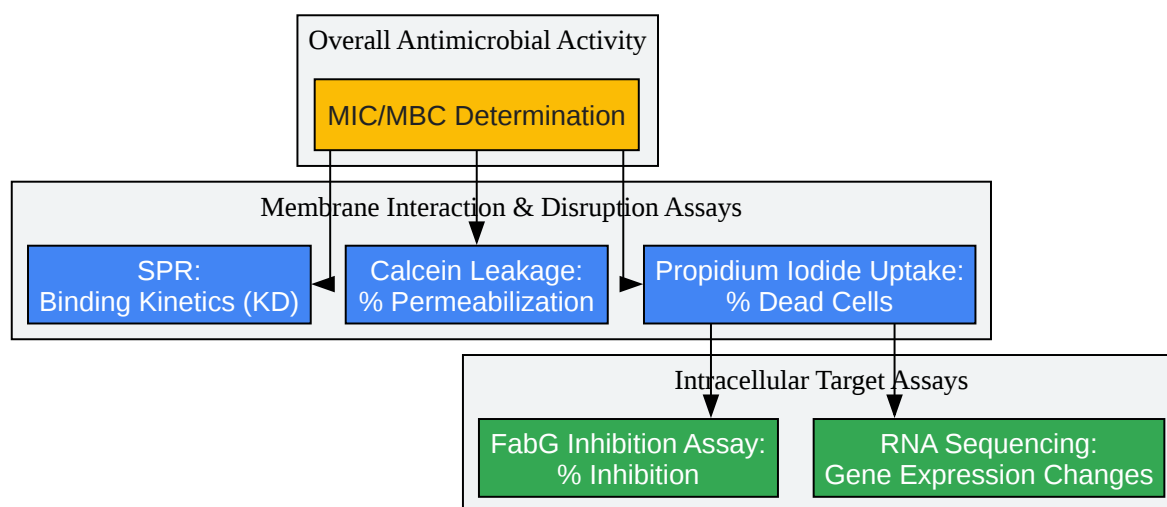 Overall Antimicrobial Activity
MIC/MBC Determination
Membrane Interaction & Disruption Assays
SPR:
Binding Kinetics (KD)
Calcein Leakage:
% Permeabilization
Propidium Iodide Uptake:
% Dead Cells
Intracellular Target Assays
FabG Inhibition Assay:
% Inhibition
RNA Sequencing:
Gene Expression Changes